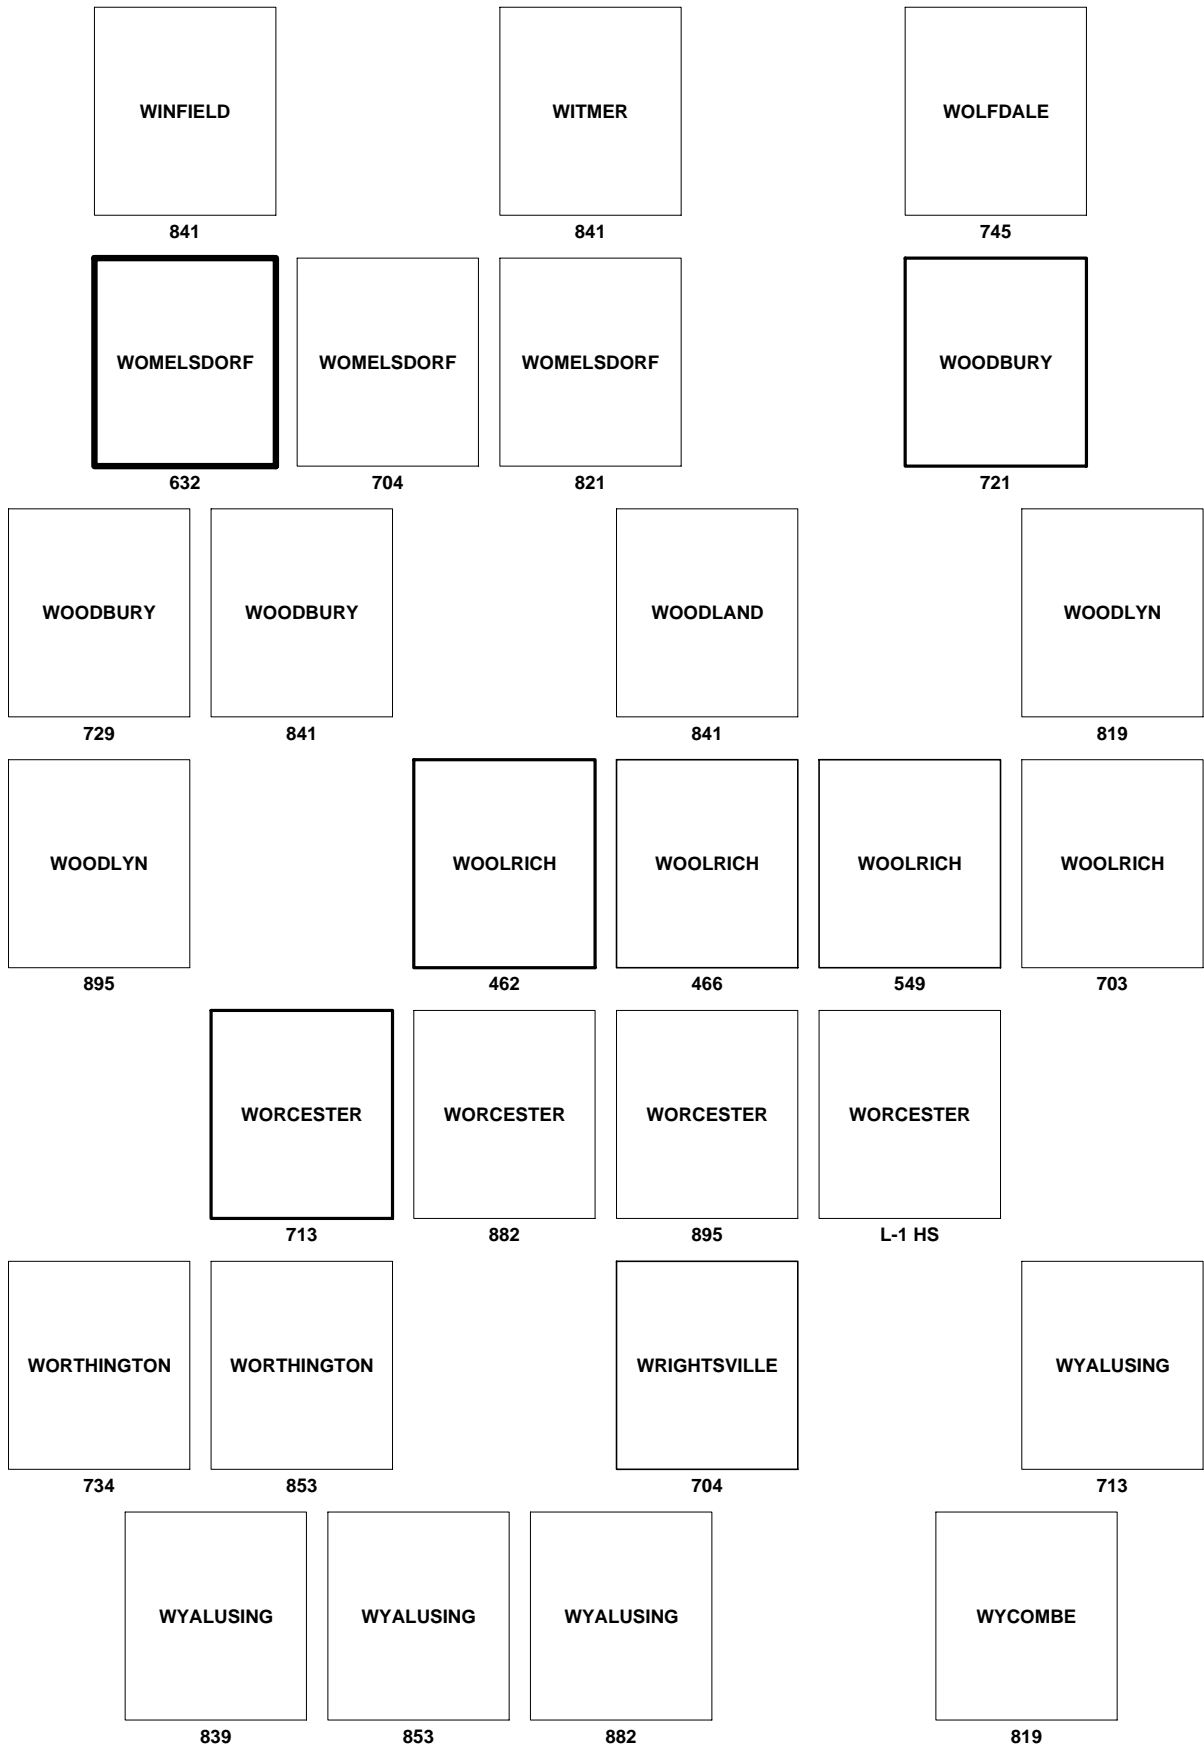 WINFIELD WITMER WOLFDALE
841 841 745
WOMELSDORF WOMELSDORF WOMELSDORF WOODBURY
632 704 821 721
WOODBURY WOODBURY WOODLAND WOODLYN
729 841 841 819
WOODLYN WOOLRICH WOOLRICH WOOLRICH WOOLRICH
895 462 466 549 703
WORCESTER WORCESTER WORCESTER WORCESTER
713 882 895 L-1 HS
WORTHINGTON WORTHINGTON WRIGHTSVILLE WYALUSING
734 853 704 713
WYALUSING WYALUSING WYALUSING WYCOMBE
839 853 882 819